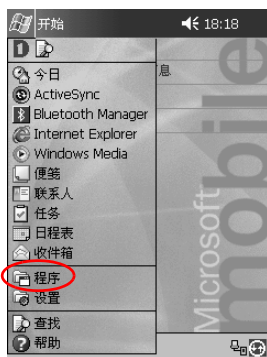 开始 18:18
息
今日
ActiveSync
Bluetooth Manager
Internet Explorer
Windows Media
便笺
联系人
任务
日程表
收件箱
程序
设置
查找
帮助
Microsoft
mobile